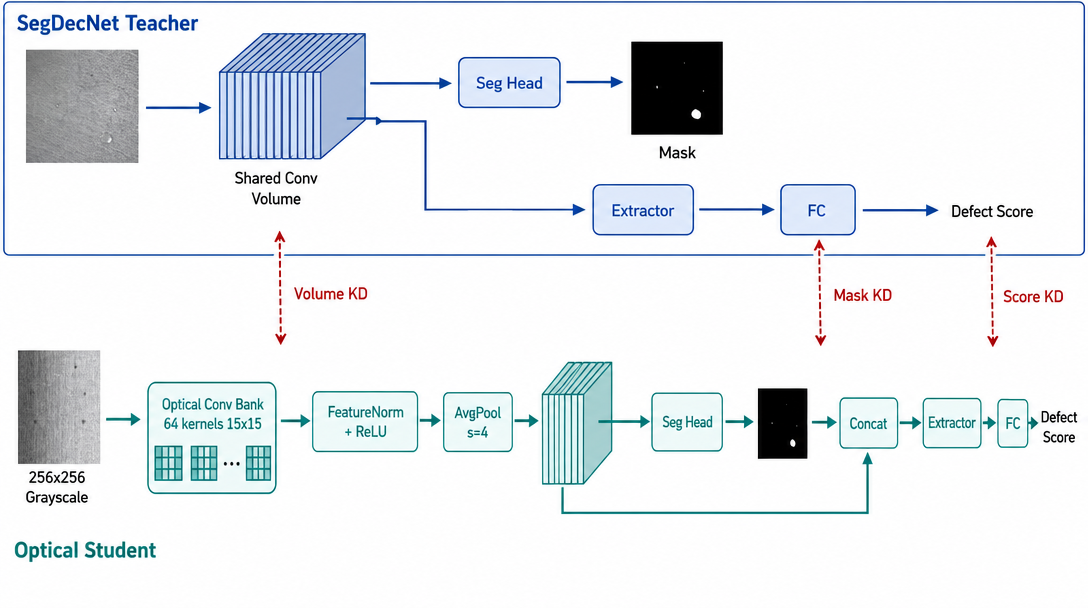 SegDecNet Teacher
Seg Head
Mask
Shared Conv
Volume
Extractor
FC
Defect Score
Volume KD
Mask KD
Score KD
256x256
Grayscale
Optical Conv Bank
64 kernels 15x15
...
FeatureNorm
+ ReLU
AvgPool
s=4
Seg Head
Concat
Extractor
FC
Defect
Score
Optical Student